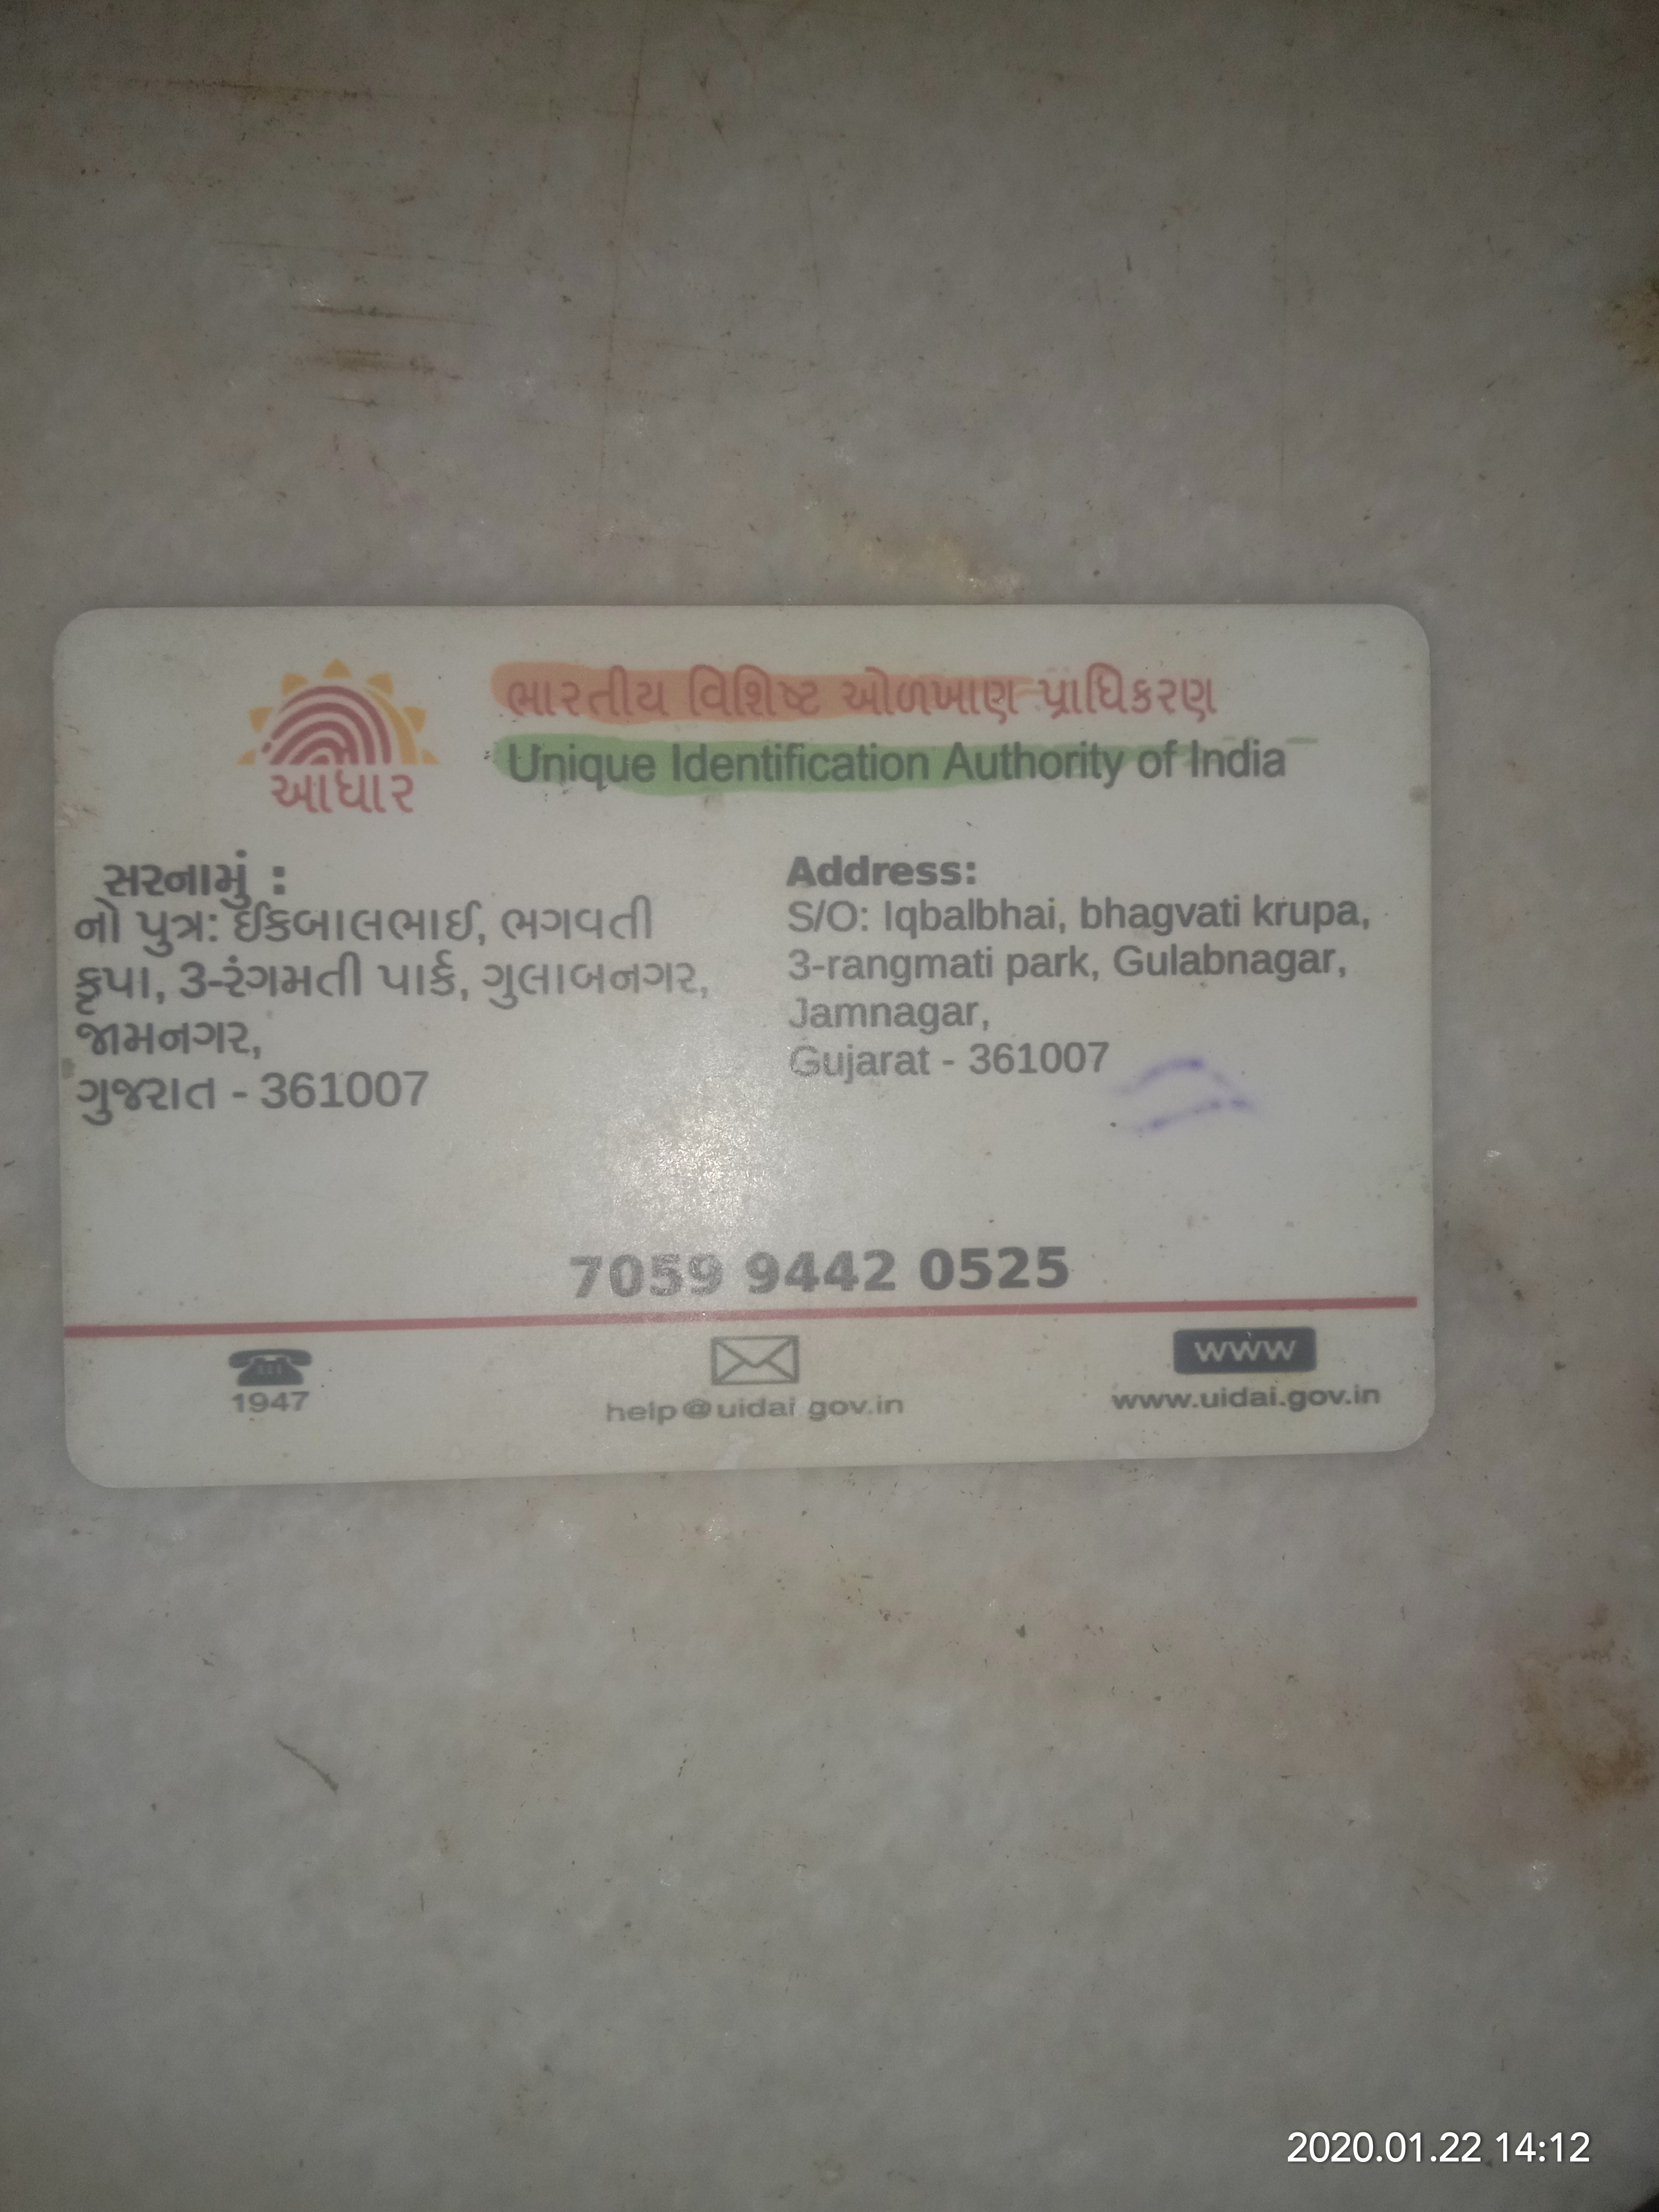 ભારતીય વિશિષ્ટ ઓળખાણ પ્રાધિકરણ
Unique Identification Authority of India
આધાર
સરનામું :
નો પુત્ર: ઈકબાલભાઈ, ભગવતી
કૃપા, 3-રંગમતી પાર્ક, ગુલાબનગર,
જામનગર,
ગુજરાત - 361007
Address:
S/O: Iqbalbhai, bhagvati krupa,
3-rangmati park, Gulabnagar,
Jamnagar,
Gujarat - 361007
7059 9442 0525
1947
help@uidai.gov.in
www
www.uidai.gov.in
2020.01.22 14:12